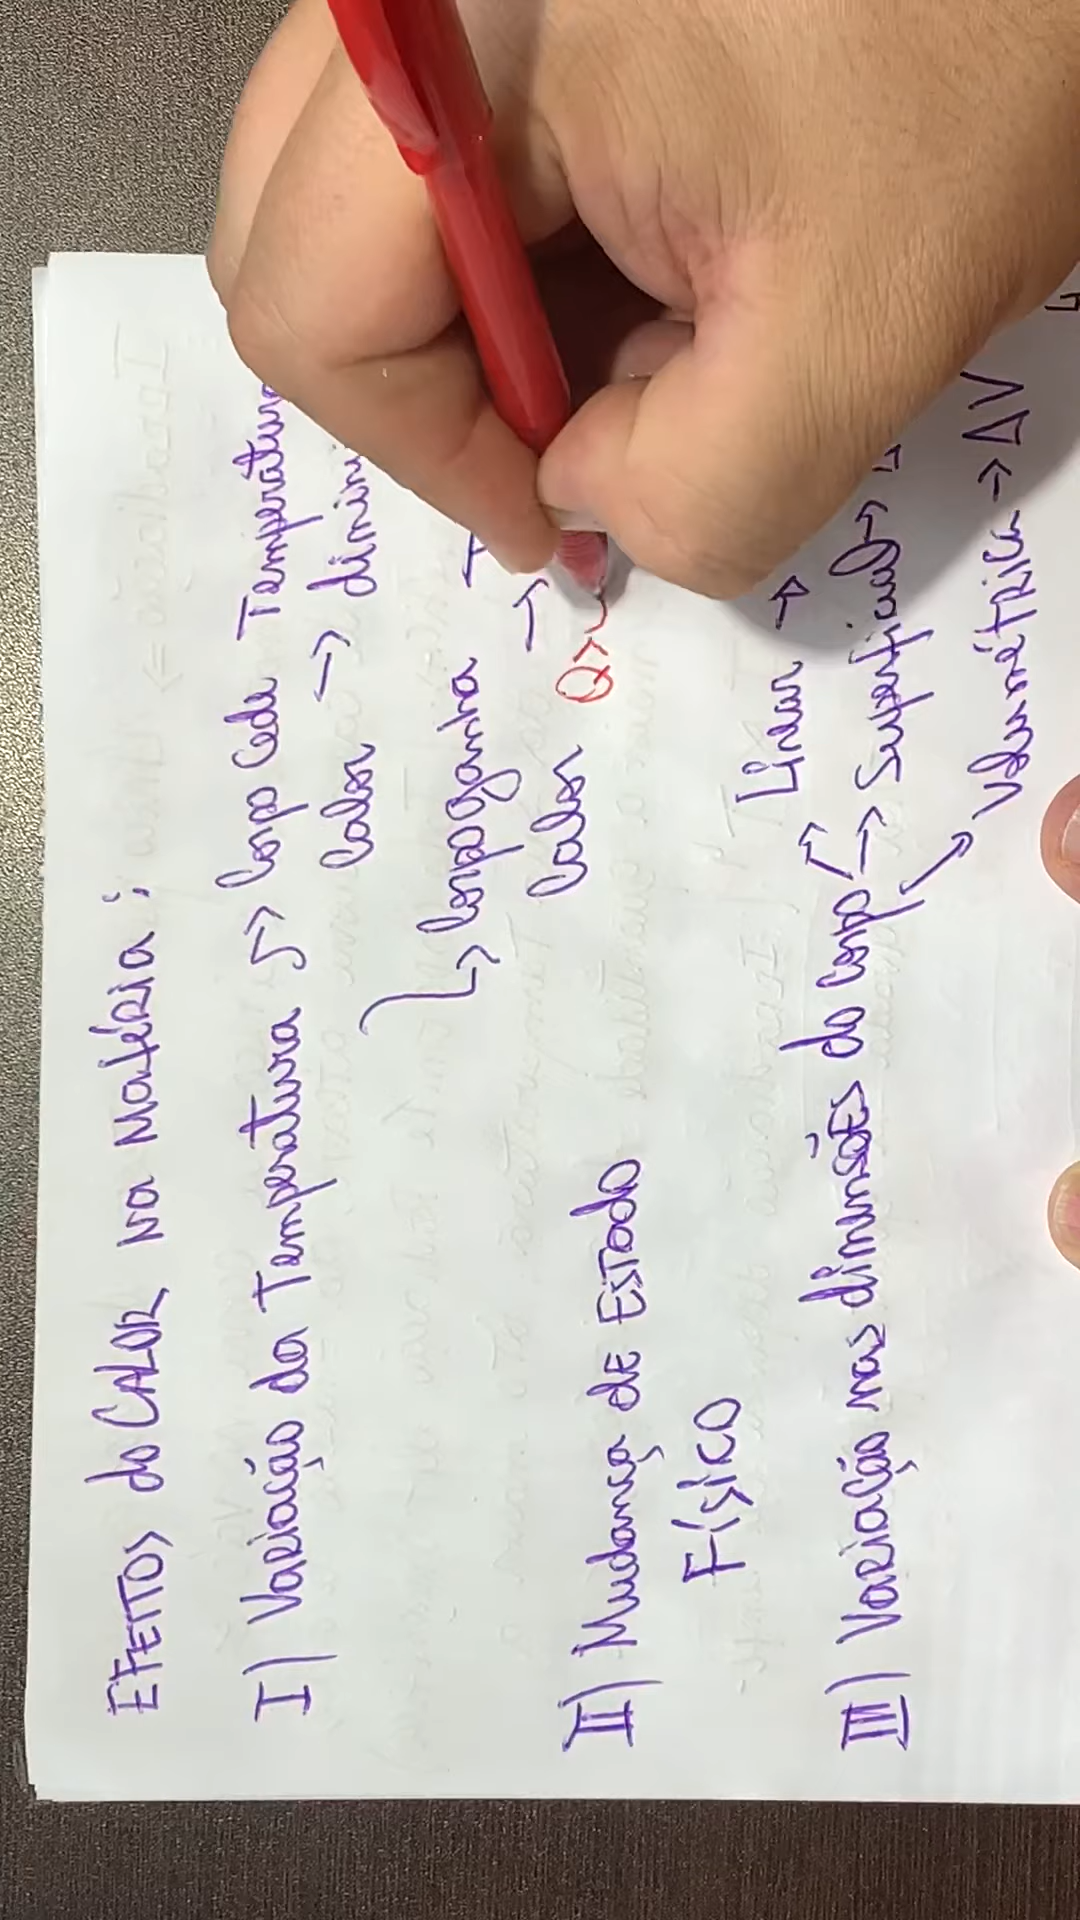 EFEITOS do CALOR na Matéria:
I) Variação da Temperatura → Corpo Cede Temperatura
Calor → diminui
↳ Corpo ganha →
Calor → Q>
II) Mudança de Estado
Físico
III) Variação nas dimensões do corpo → Linear →
→ Superficial →
→ Volumétrica → ΔV